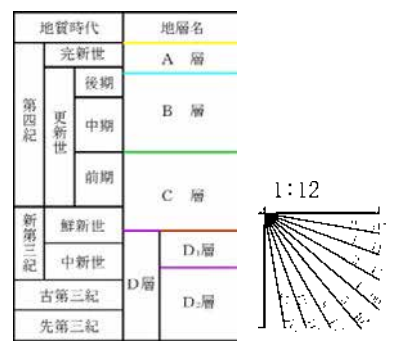 地質時代 地層名
第四紀 完新世 A 層
更新世 後期
中期 B 層
前期
C 層
新第三紀 鮮新世
中新世 D層 D₁層
古第三紀 D₂層
先第三紀
1:12